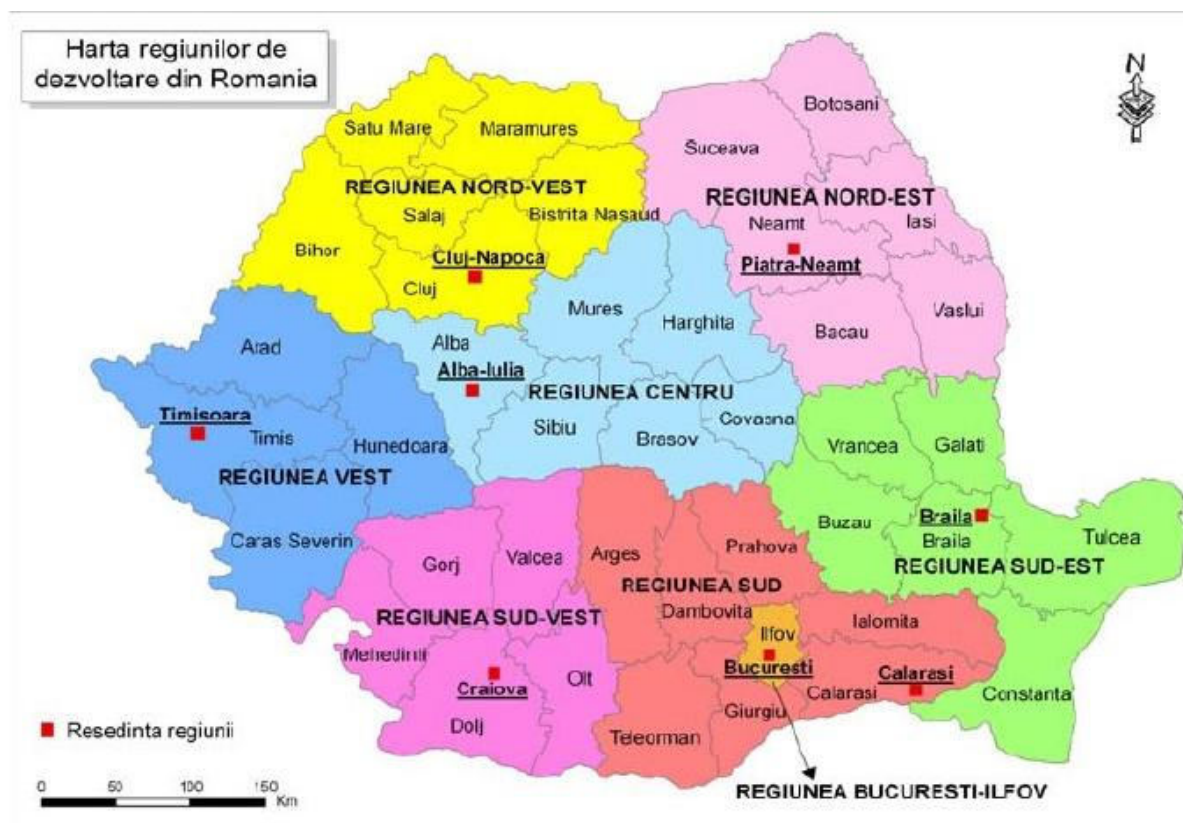 Harta regiunilor de
dezvoltare din Romania
N
Botosani
Satu Mare
Maramures
Suceava
REGIUNEA NORD-VEST
REGIUNEA NORD-EST
Salaj
Bistrita Nasaud
Neamt
Iasi
Bihor
Cluj-Napoca
Piatra-Neamt
Cluj
Mures
Harghita
Bacau
Vaslui
Arad
Alba
Alba-Iulia
REGIUNEA CENTRU
Timisoara
Timis
Hunedoara
Sibiu
Brasov
Covasna
Vrancea
Galati
REGIUNEA VEST
Buzau
Braila
Braila
Tulcea
Caras Severin
Gorj
Valcea
Arges
Prahova
REGIUNEA SUD-EST
REGIUNEA SUD
REGIUNEA SUD-VEST
Dambovita
Ilfov
Ialomita
Mehedinti
Craiova
Olt
Bucuresti
Calarasi
Calarasi
Constanta
Dolj
Giurgiu
Teleorman
Resedinta regiunii
0 50 100 150
Km
REGIUNEA BUCURESTI-ILFOV